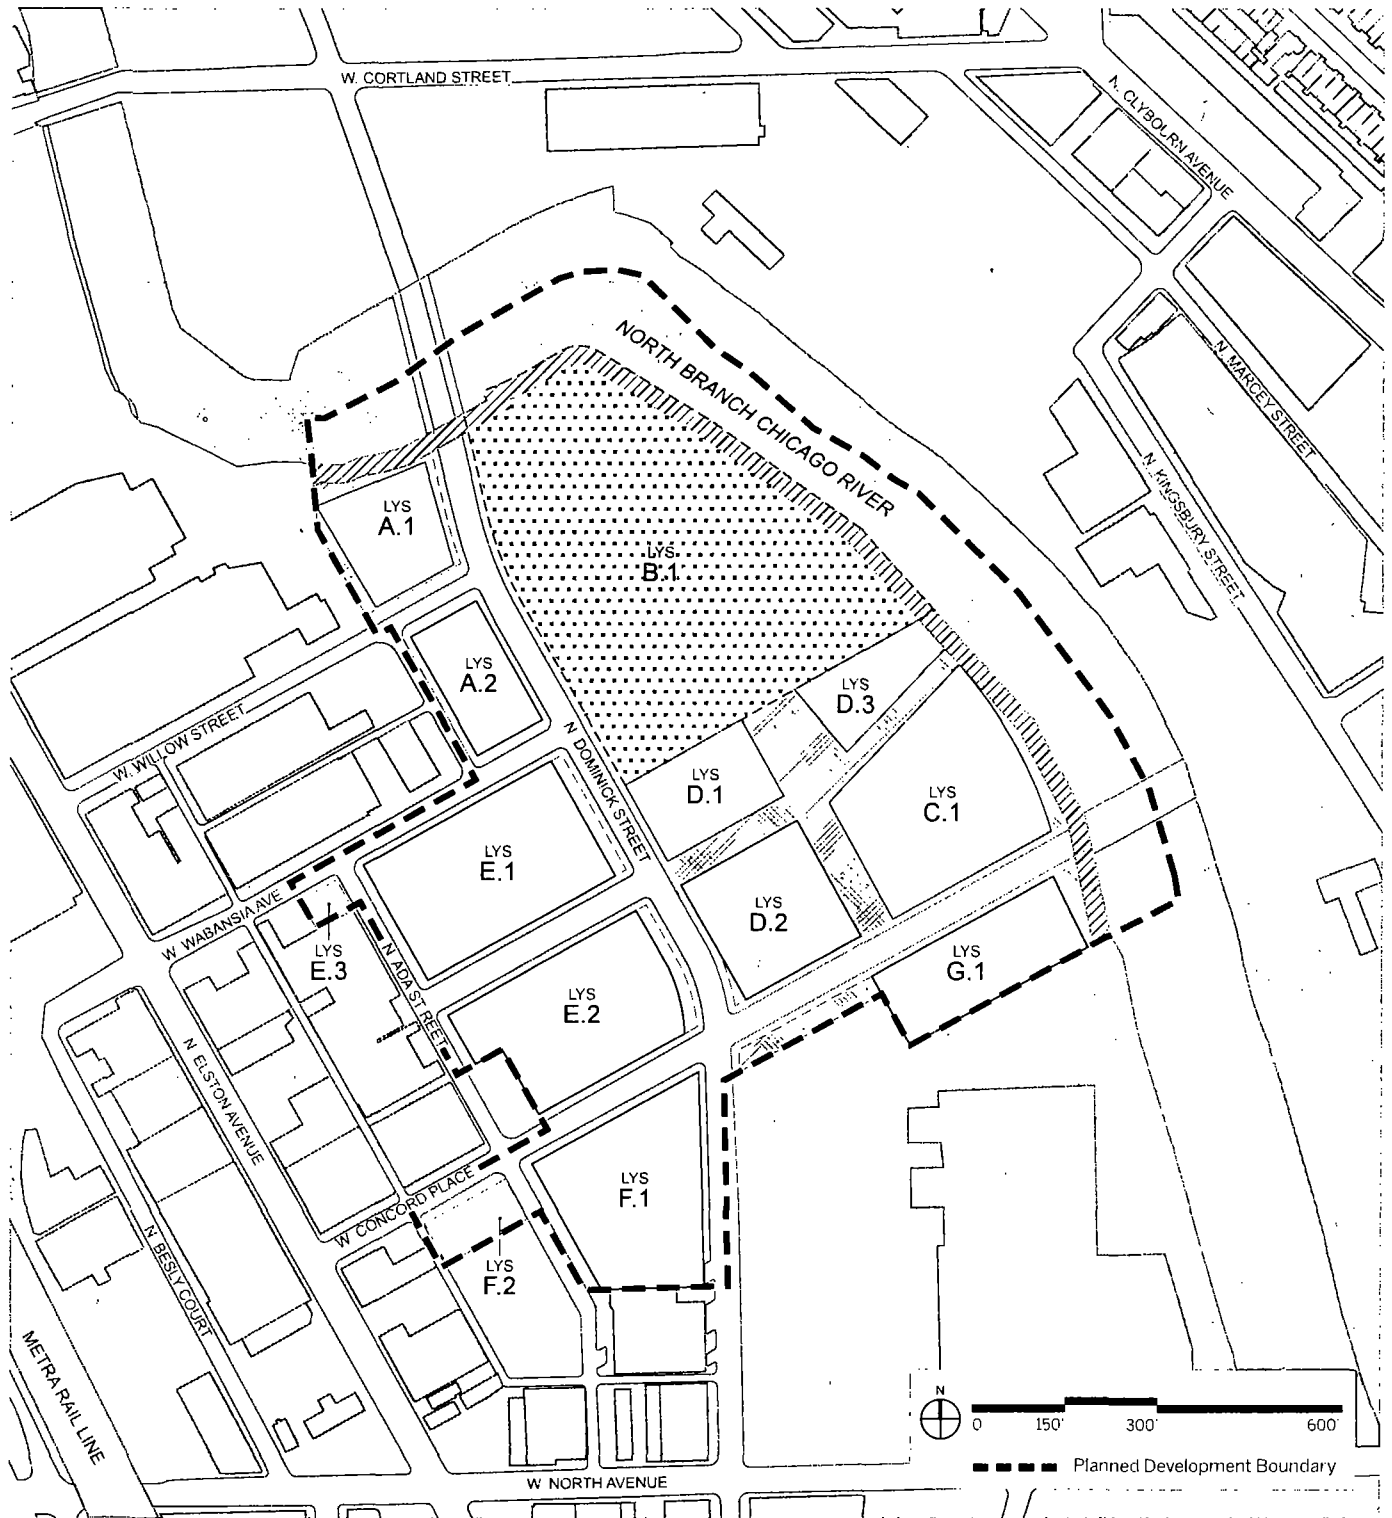 W. CORTLAND STREET
N. CLYBOURN AVENUE
NORTH BRANCH CHICAGO RIVER
N. MARCEY STREET
N. KINGSBURY STREET
LYS
A.1
LYS
B.1
LYS
A.2
LYS
D.3
W. WILLOW STREET
N DOMINICK STREET
LYS
D.1
LYS
C.1
LYS
E.1
LYS
D.2
W. WABANSIA AVE
LYS
E.3
N ADA STREET
LYS
G.1
LYS
E.2
N ELSTON AVENUE
LYS
F.1
W CONCORD PLACE
N BESLY COURT
LYS
F.2
METRA RAIL LINE
N
0 150' 300' 600'
Planned Development Boundary
W NORTH AVENUE